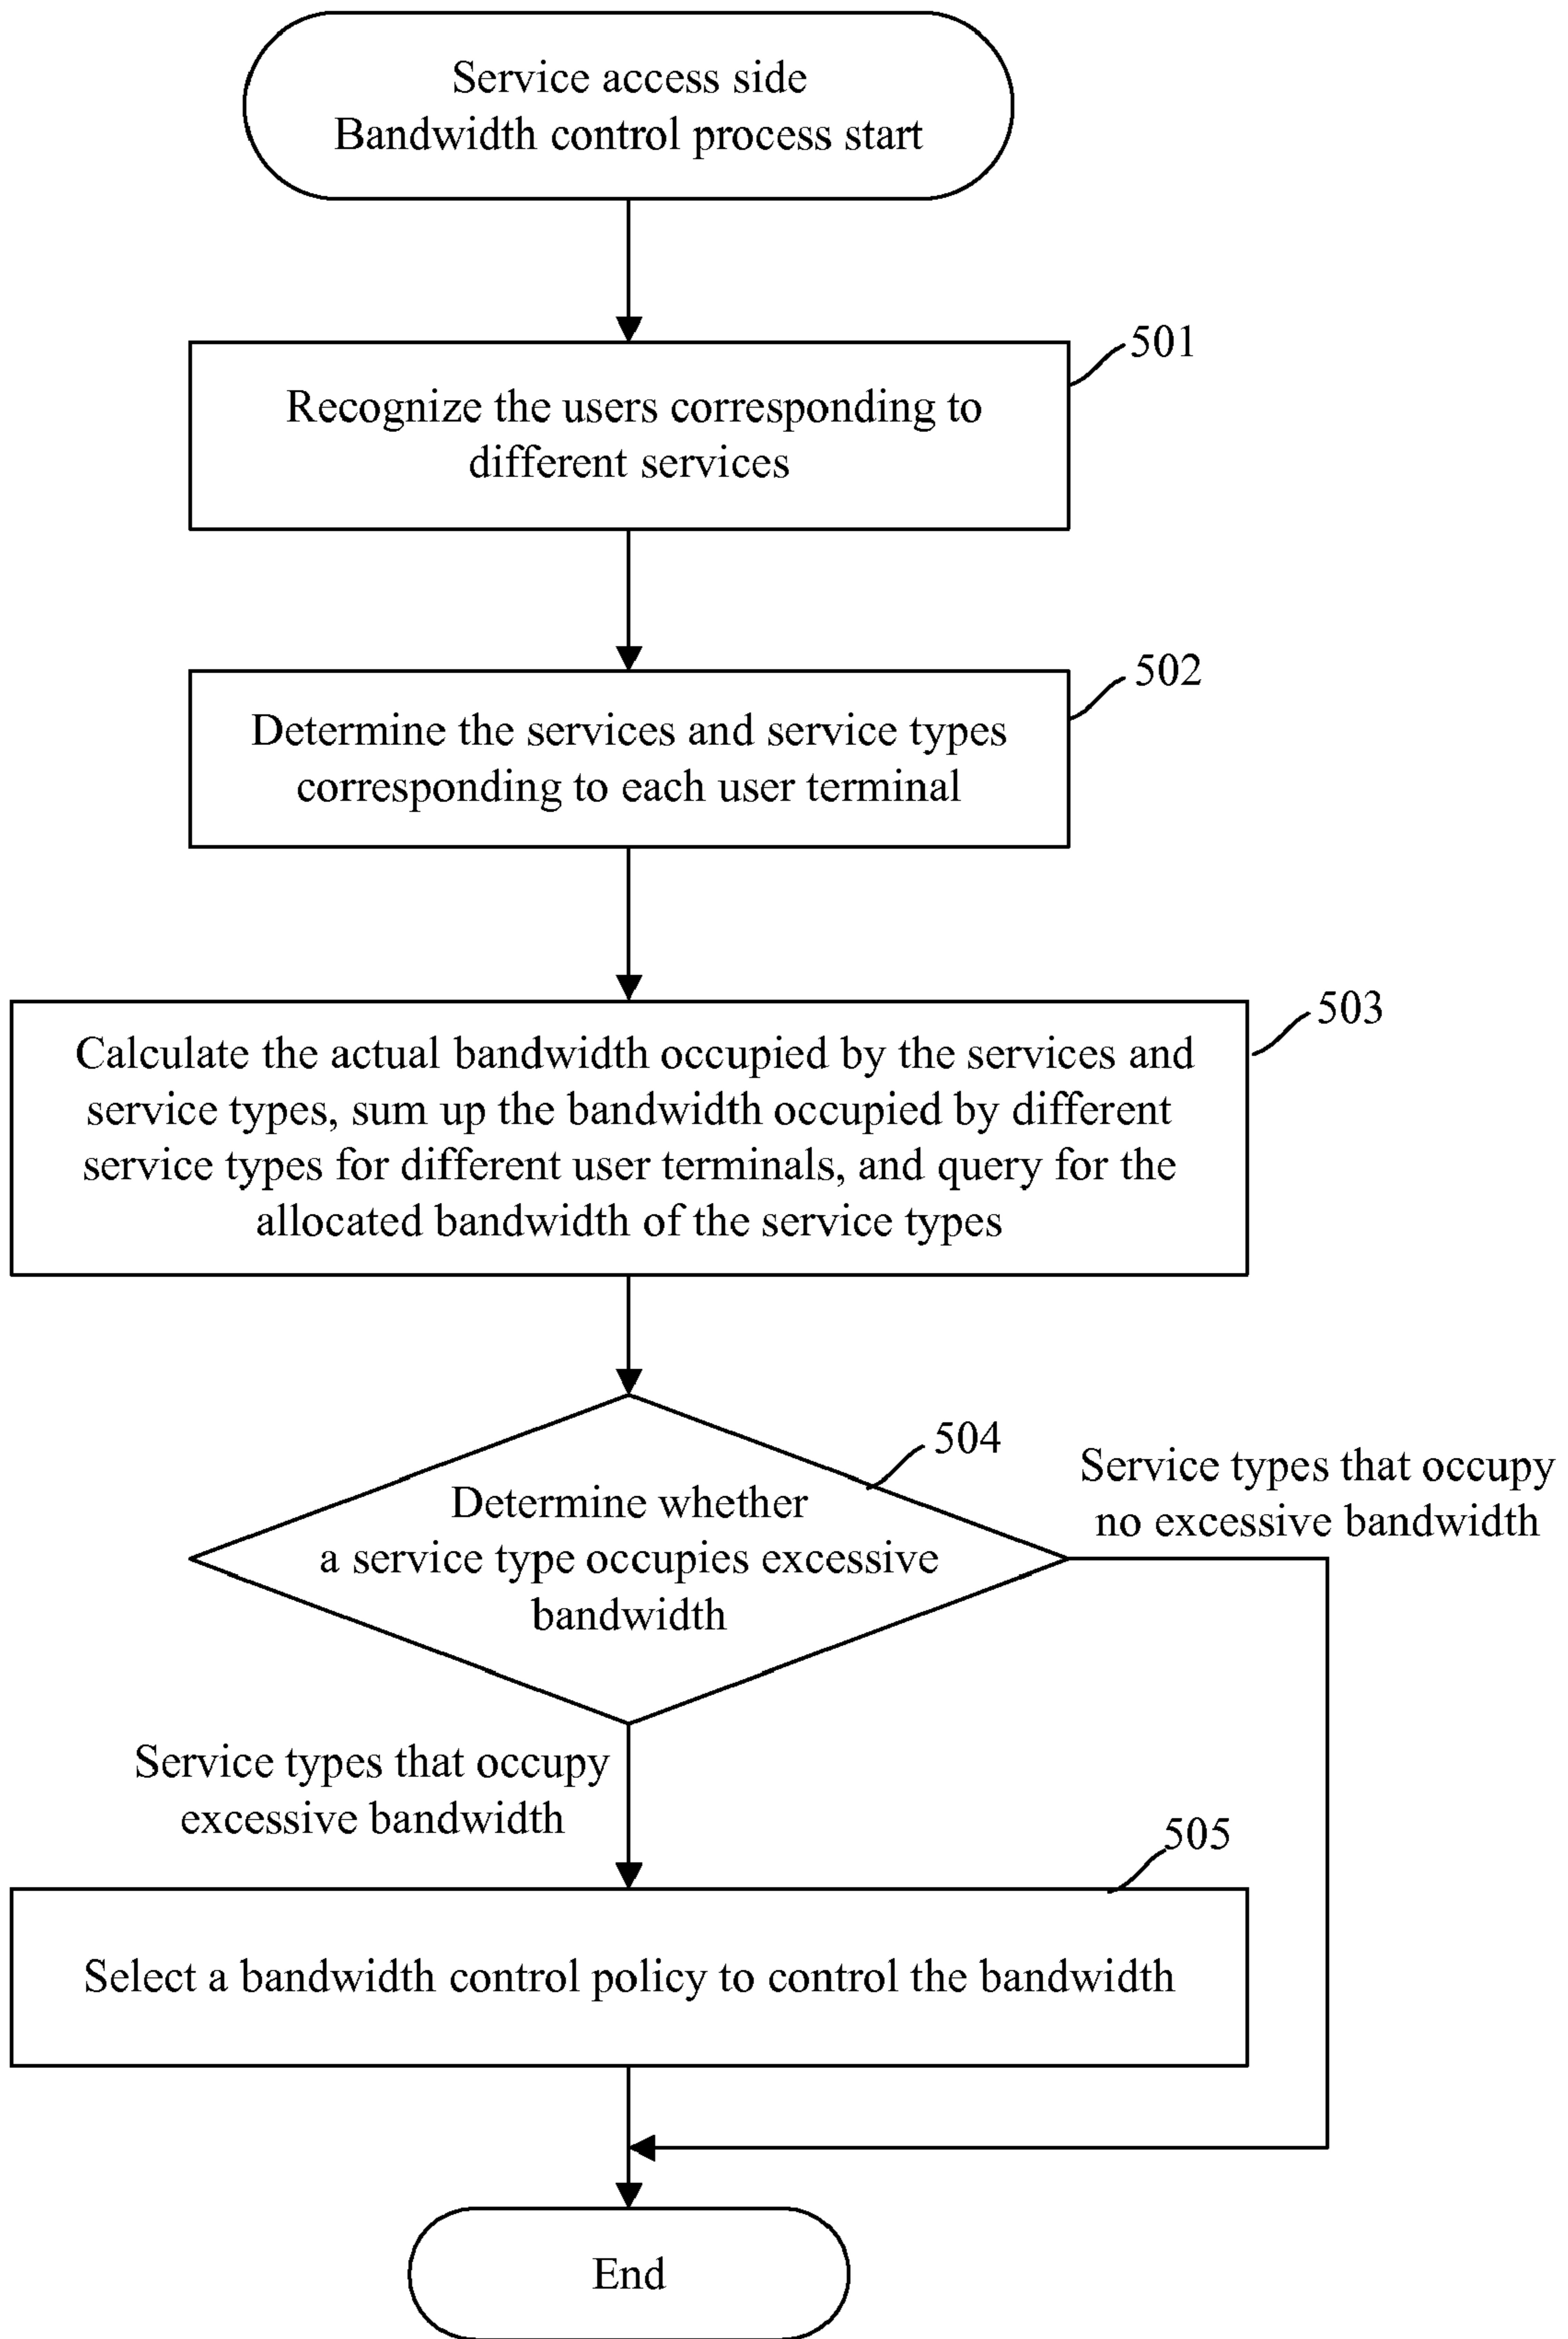 Service access side
Bandwidth control process start
501
Recognize the users corresponding to
different services
502
Determine the services and service types
corresponding to each user terminal
503
Calculate the actual bandwidth occupied by the services and
service types, sum up the bandwidth occupied by different
service types for different user terminals, and query for the
allocated bandwidth of the service types
504
Determine whether
a service type occupies excessive
bandwidth
Service types that occupy
no excessive bandwidth
Service types that occupy
excessive bandwidth
505
Select a bandwidth control policy to control the bandwidth
End